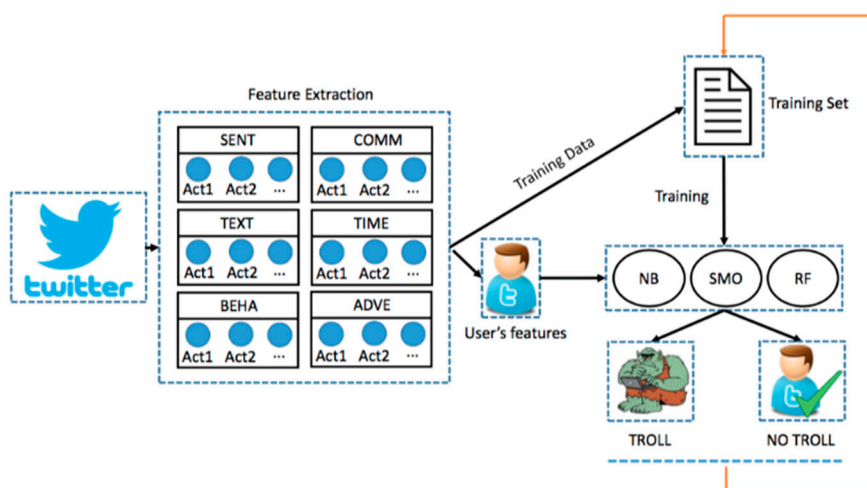 Feature Extraction
SENT
Act1 Act2 ...
COMM
Act1 Act2 ...
TEXT
Act1 Act2 ...
TIME
Act1 Act2 ...
BEHA
Act1 Act2 ...
ADVE
Act1 Act2 ...
twitter
Training Data
Training Set
Training
User's features
NB
SMO
RF
TROLL
NO TROLL